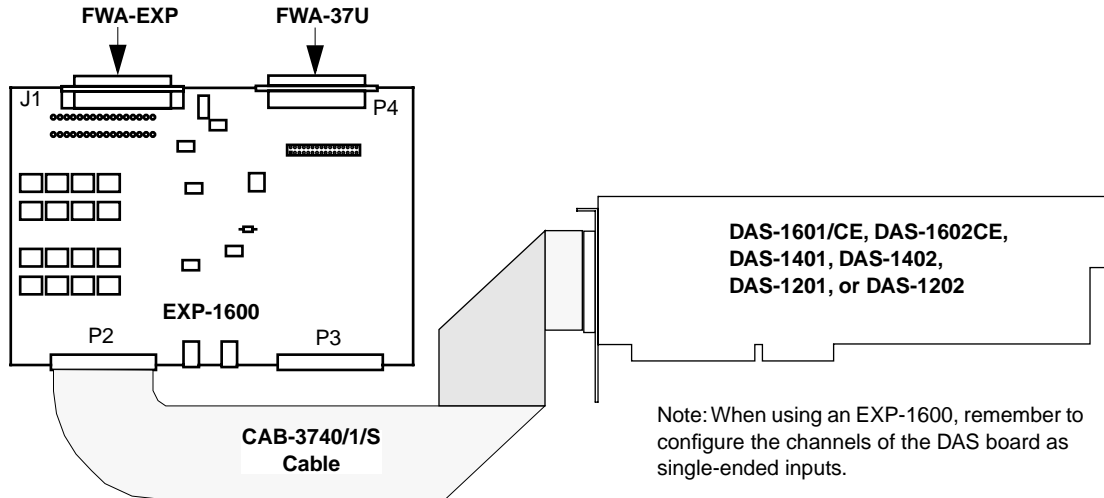 FWA-EXP
FWA-37U
J1
P4
DAS-1601/CE, DAS-1602CE,
DAS-1401, DAS-1402,
DAS-1201, or DAS-1202
EXP-1600
P2
P3
CAB-3740/1/S
Cable
Note: When using an EXP-1600, remember to
configure the channels of the DAS board as
single-ended inputs.